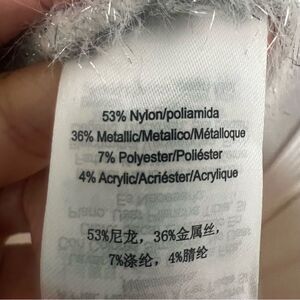 53% Nylon/poliamida
36% Metallic/Metalico/Métalloque
7% Polyester/Poliéster
4% Acrylic/Acriéster/Acrylique
53%尼龙，36%金属丝，
7%涤纶，4%腈纶